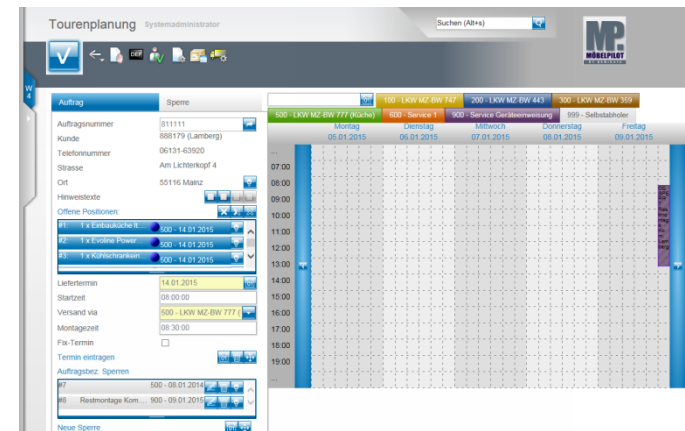 Tourenplanung Systemadministrator
Suchen (Alt+s)
MP.
MÖBELPILOT
DEF
W
4
Auftrag
Sperre
100 - LKW MZ-BW 747
200 - LKW MZ-BW 443
300 - LKW MZ-BW 359
500 - LKW MZ-BW 777 (Küche)
600 - Service 1
900 - Service Geräteeinweisung
999 - Selbstabholer
Montag
Dienstag
Mittwoch
Donnerstag
Freitag
05.01.2015
06.01.2015
07.01.2015
08.01.2015
09.01.2015
Auftragsnummer
811111
Kunde
888179 (Lamberg)
Telefonnummer
06131-63920
Strasse
Am Lichterkopf 4
Ort
55116 Mainz
Hinweistexte
Offene Positionen:
#1: 1 x Einbauküche lt...
500 - 14.01.2015
#2: 1 x Evoline Power...
500 - 14.01.2015
#3: 1 x Kühlschrankein...
500 - 14.01.2015
Liefertermin
14.01.2015
Startzeit
08:00:00
Versand via
500 - LKW MZ-BW 777 (
Montagezeit
08:30:00
Fix-Termin
Termin eintragen
Auftragsbez. Sperren
#7
500 - 08.01.2014
#8 Restmontage Kom...
900 - 09.01.2015
Neue Sperre
...
07:00
08:00
09:00
10:00
11:00
12:00
13:00
14:00
15:00
16:00
17:00
18:00
19:00
...